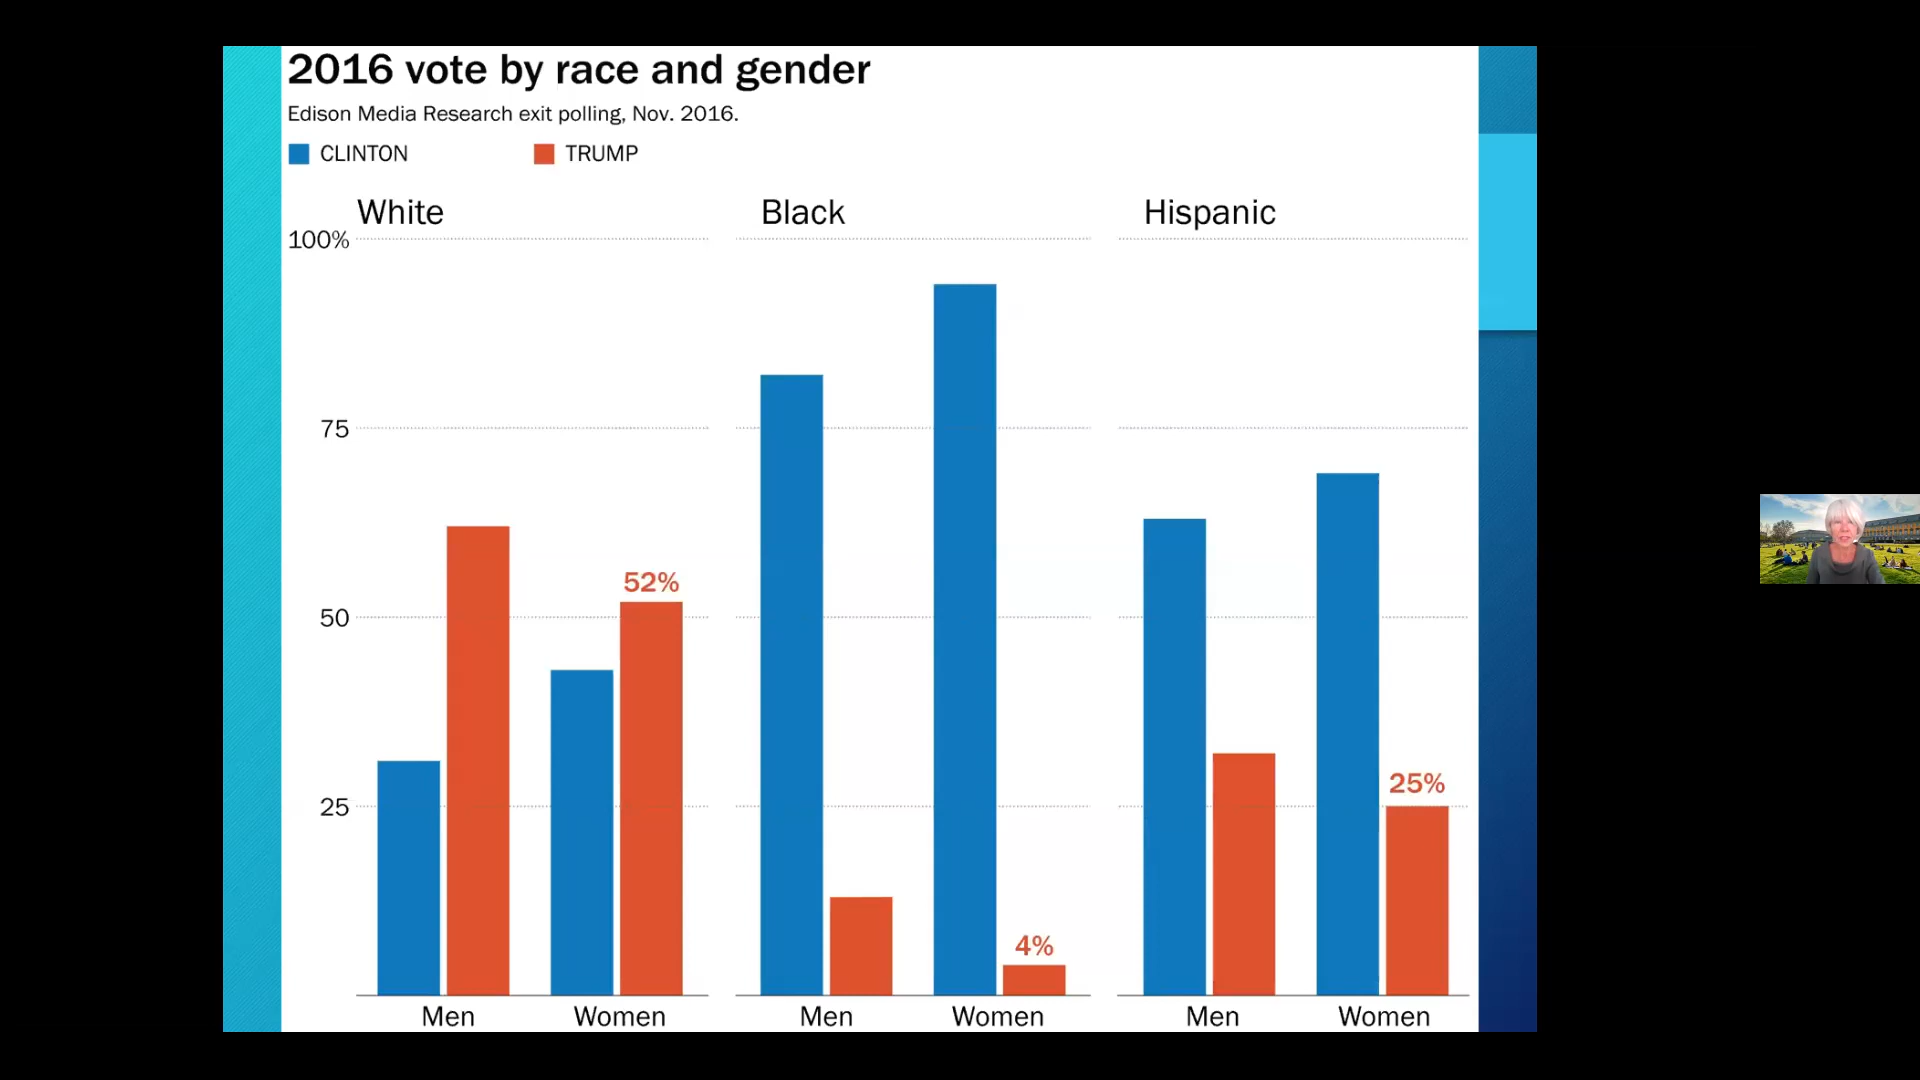 2016 vote by race and gender
Edison Media Research exit polling, Nov. 2016.
CLINTON TRUMP
White Black Hispanic
100%
75
52%
50
25%
25
4%
Men Women Men Women Men Women